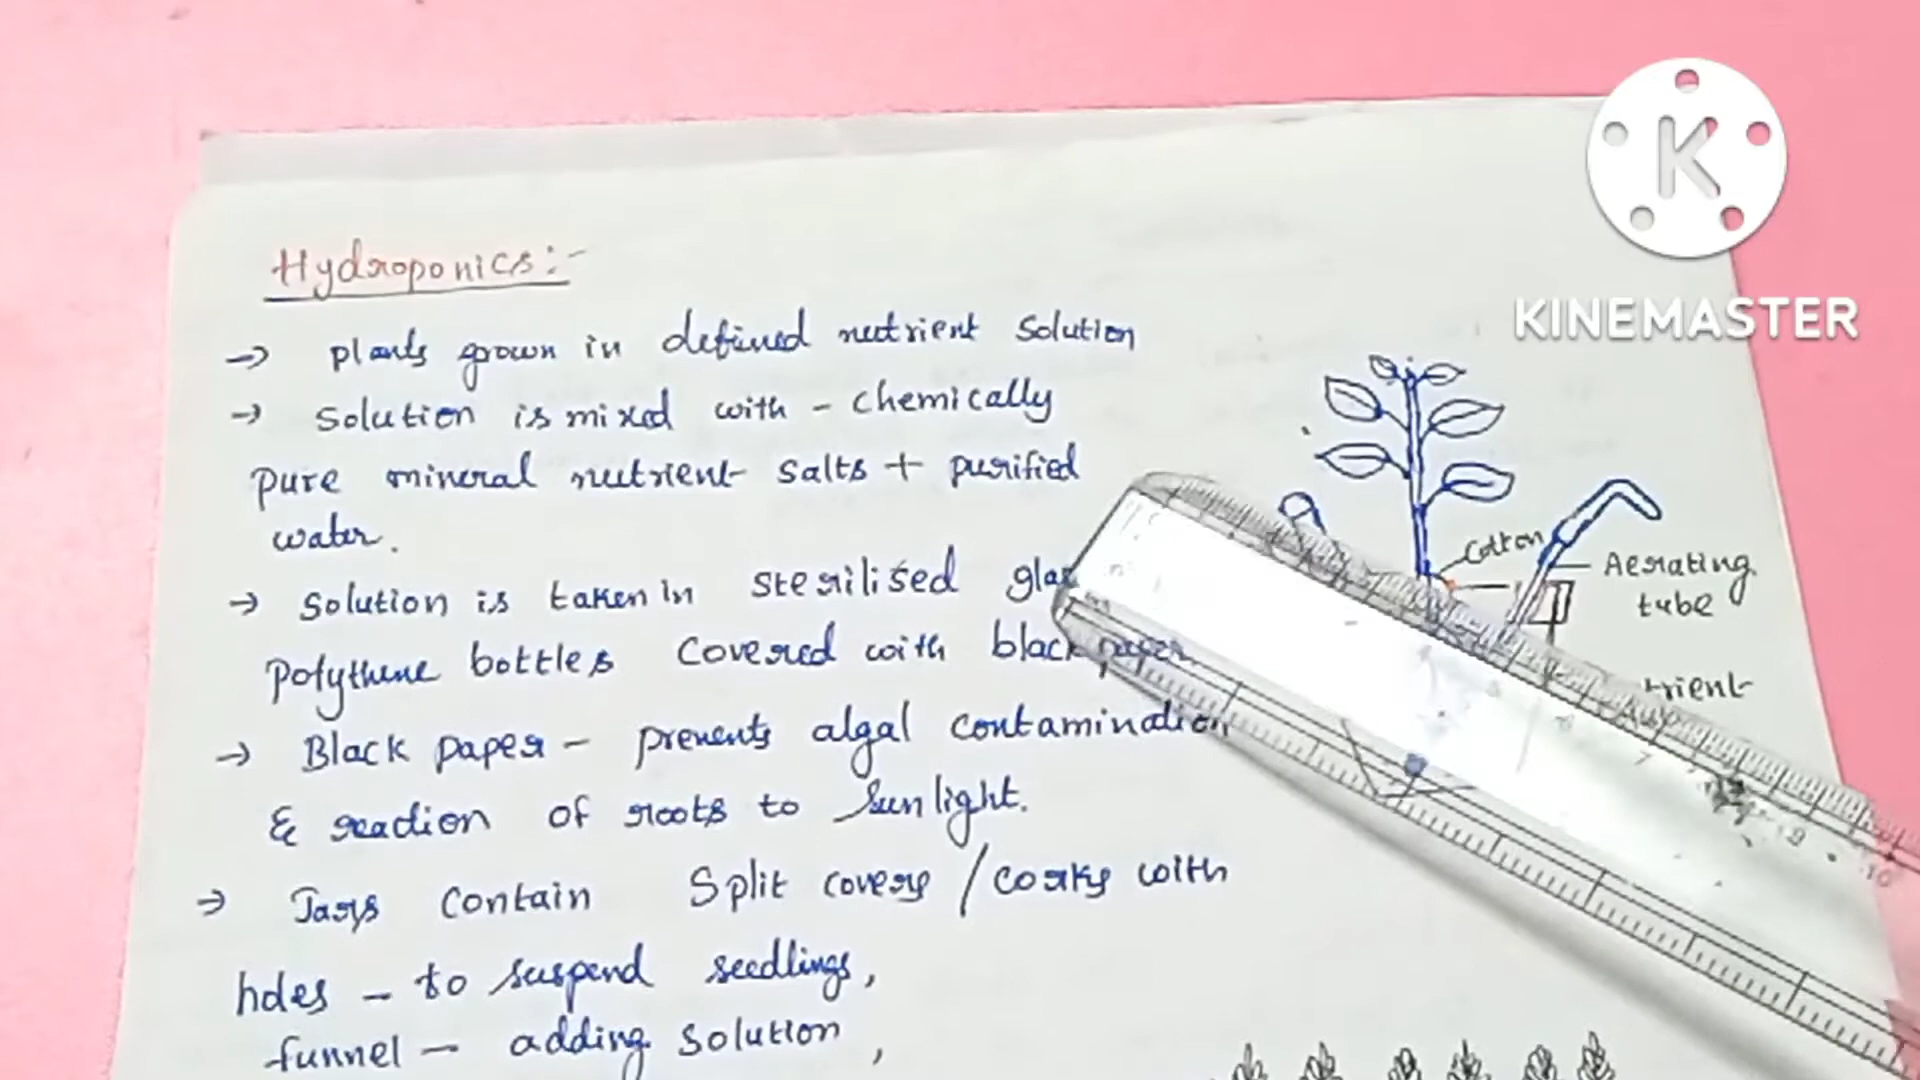 Hydroponics:-
→ plants grown in defined nutrient solution
→ solution is mixed with - chemically
pure mineral nutrient salts + purified
water.
→ solution is taken in sterilised
polythene bottles covered with black paper
→ Black paper - prevents algal contamination
& reaction of roots to sunlight.
→ Jars contain split covers / corks with
holes - to suspend seedlings,
funnel - adding solution,
Cotton
Aerating
tube
K
KINEMASTER